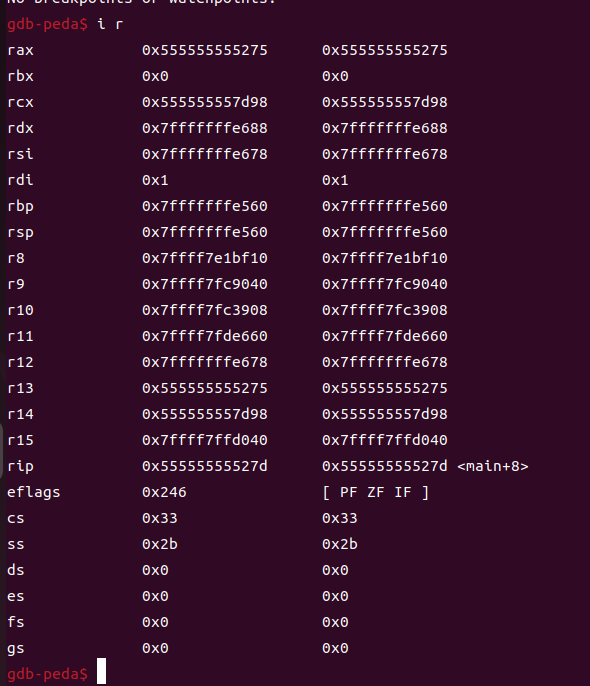 No breakpoints or watchpoints.
gdb-peda$ i r
rax 0x555555555275 0x555555555275
rbx 0x0 0x0
rcx 0x555555557d98 0x555555557d98
rdx 0x7fffffffe688 0x7fffffffe688
rsi 0x7fffffffe678 0x7fffffffe678
rdi 0x1 0x1
rbp 0x7fffffffe560 0x7fffffffe560
rsp 0x7fffffffe560 0x7fffffffe560
r8 0x7ffff7e1bf10 0x7ffff7e1bf10
r9 0x7ffff7fc9040 0x7ffff7fc9040
r10 0x7ffff7fc3908 0x7ffff7fc3908
r11 0x7ffff7fde660 0x7ffff7fde660
r12 0x7fffffffe678 0x7fffffffe678
r13 0x555555555275 0x555555555275
r14 0x555555557d98 0x555555557d98
r15 0x7ffff7ffd040 0x7ffff7ffd040
rip 0x55555555527d 0x55555555527d <main+8>
eflags 0x246 [ PF ZF IF ]
cs 0x33 0x33
ss 0x2b 0x2b
ds 0x0 0x0
es 0x0 0x0
fs 0x0 0x0
gs 0x0 0x0
gdb-peda$